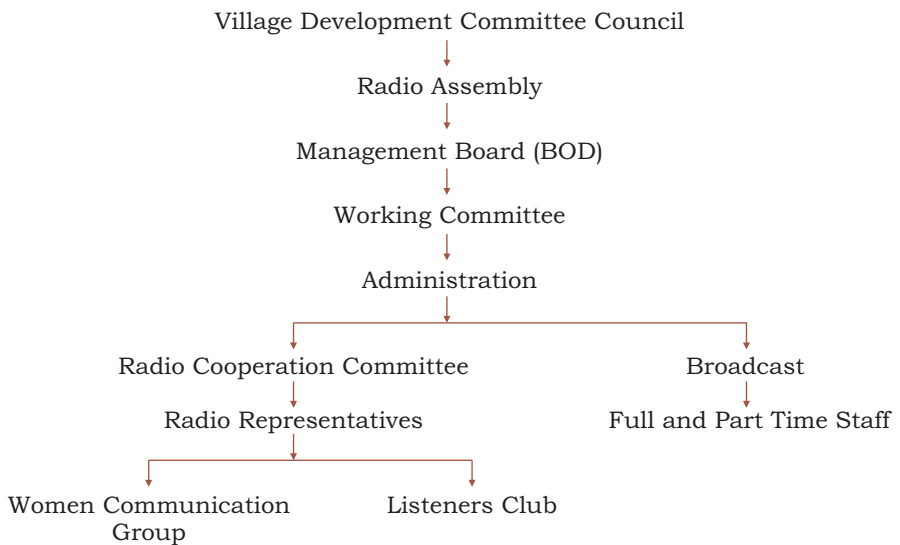 Village Development Committee Council
Radio Assembly
Management Board (BOD)
Working Committee
Administration
Radio Cooperation Committee
Broadcast
Radio Representatives
Full and Part Time Staff
Women Communication
Group
Listeners Club